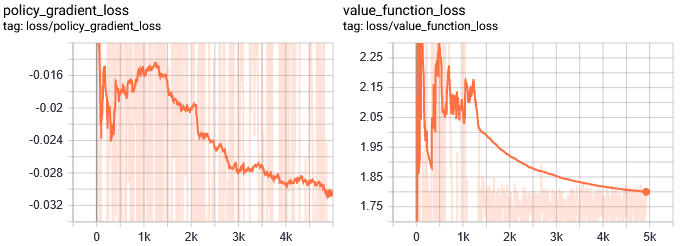 policy_gradient_loss
tag: loss/policy_gradient_loss
-0.016
-0.02
-0.024
-0.028
-0.032
0 1k 2k 3k 4k
value_function_loss
tag: loss/value_function_loss
2.25
2.15
2.05
1.95
1.85
1.75
0 1k 2k 3k 4k 5k